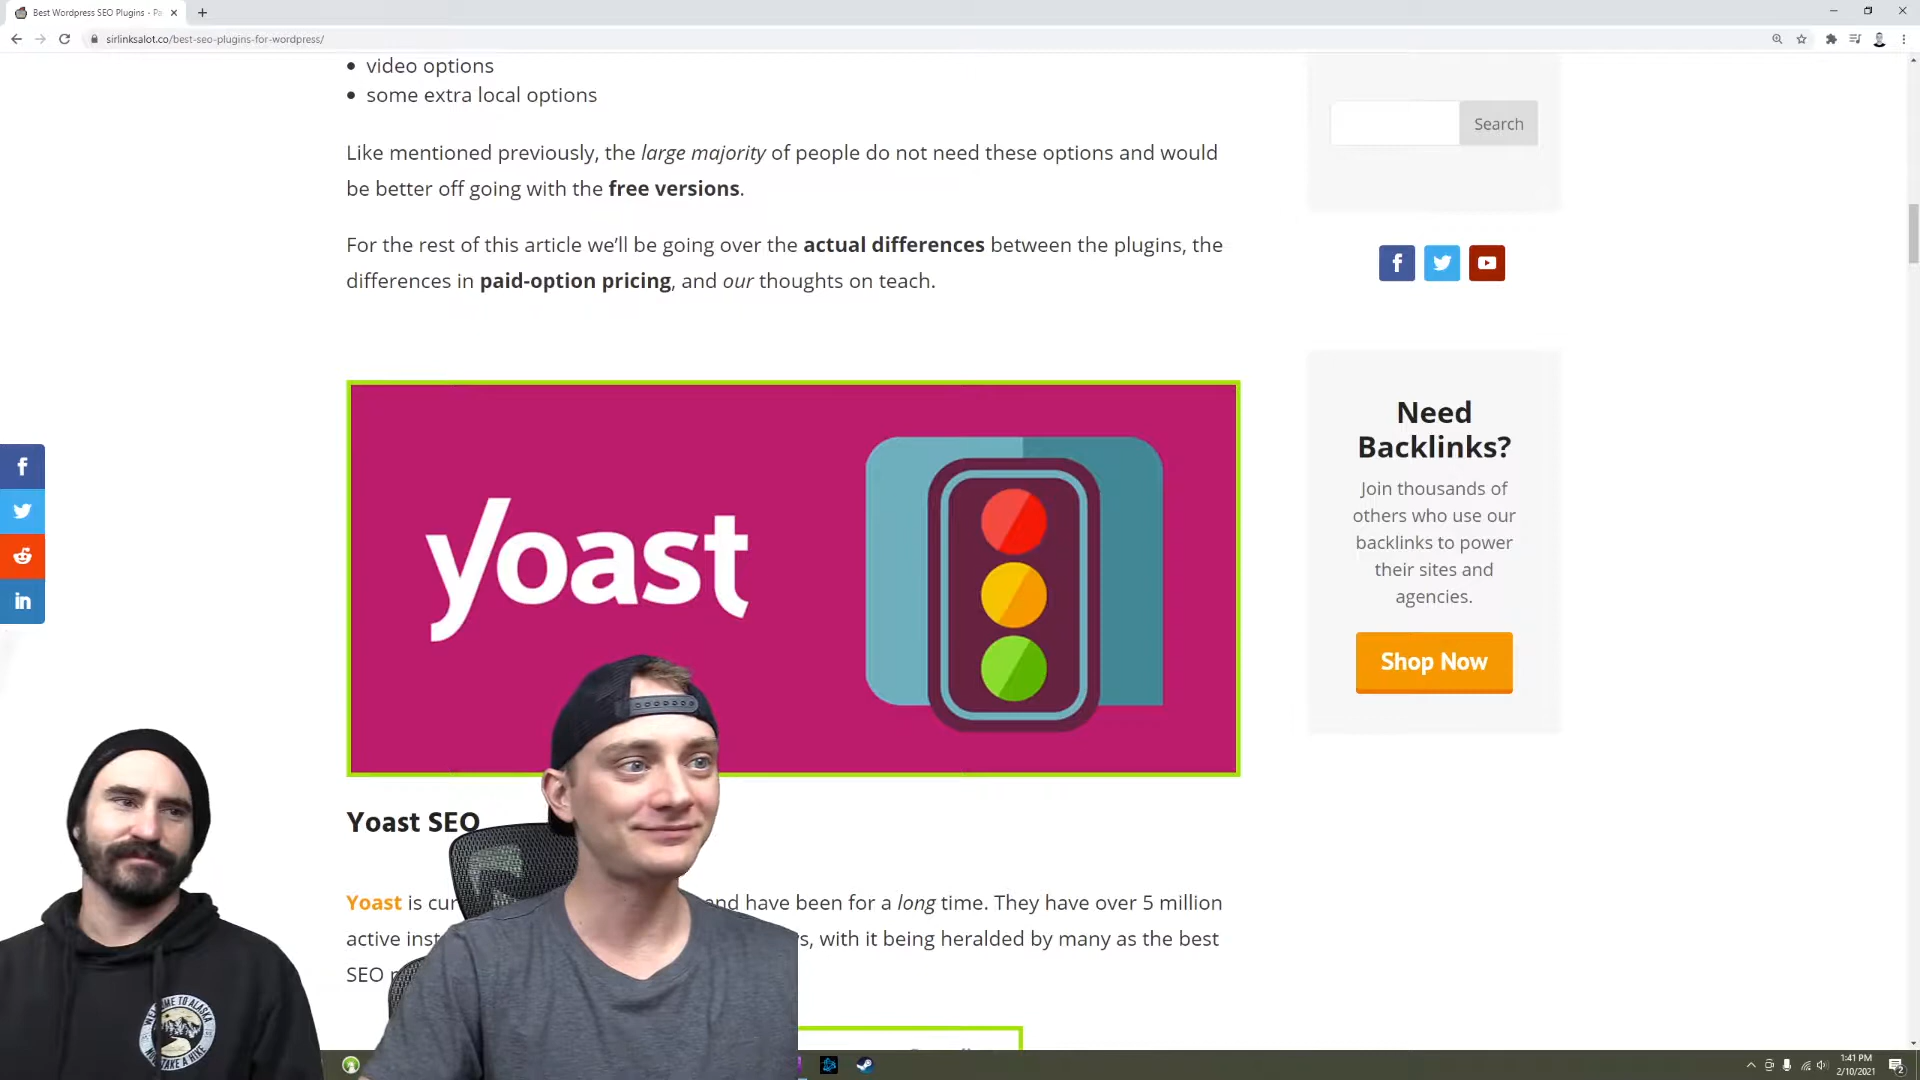 Best Wordpress SEO Plugins - Pa
sirlinksalot.co/best-seo-plugins-for-wordpress/
video options
some extra local options
Like mentioned previously, the large majority of people do not need these options and would
be better off going with the free versions.
For the rest of this article we'll be going over the actual differences between the plugins, the
differences in paid-option pricing, and our thoughts on teach.
Search
Need
Backlinks?
Join thousands of
others who use our
backlinks to power
their sites and
agencies.
Shop Now
yoast
Yoast SEO
Yoast is cur and have been for a long time. They have over 5 million
active inst s, with it being heralded by many as the best
SEO
1:41 PM
2/10/2021
2